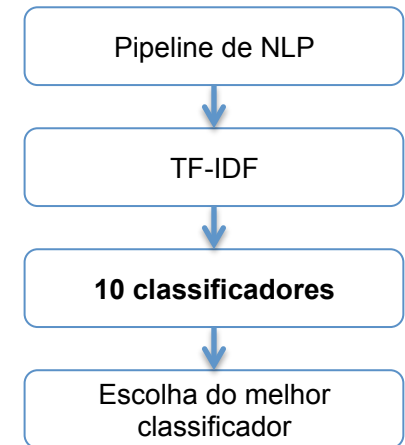 Pipeline de NLP
TF-IDF
10 classificadores
Escolha do melhor
classificador